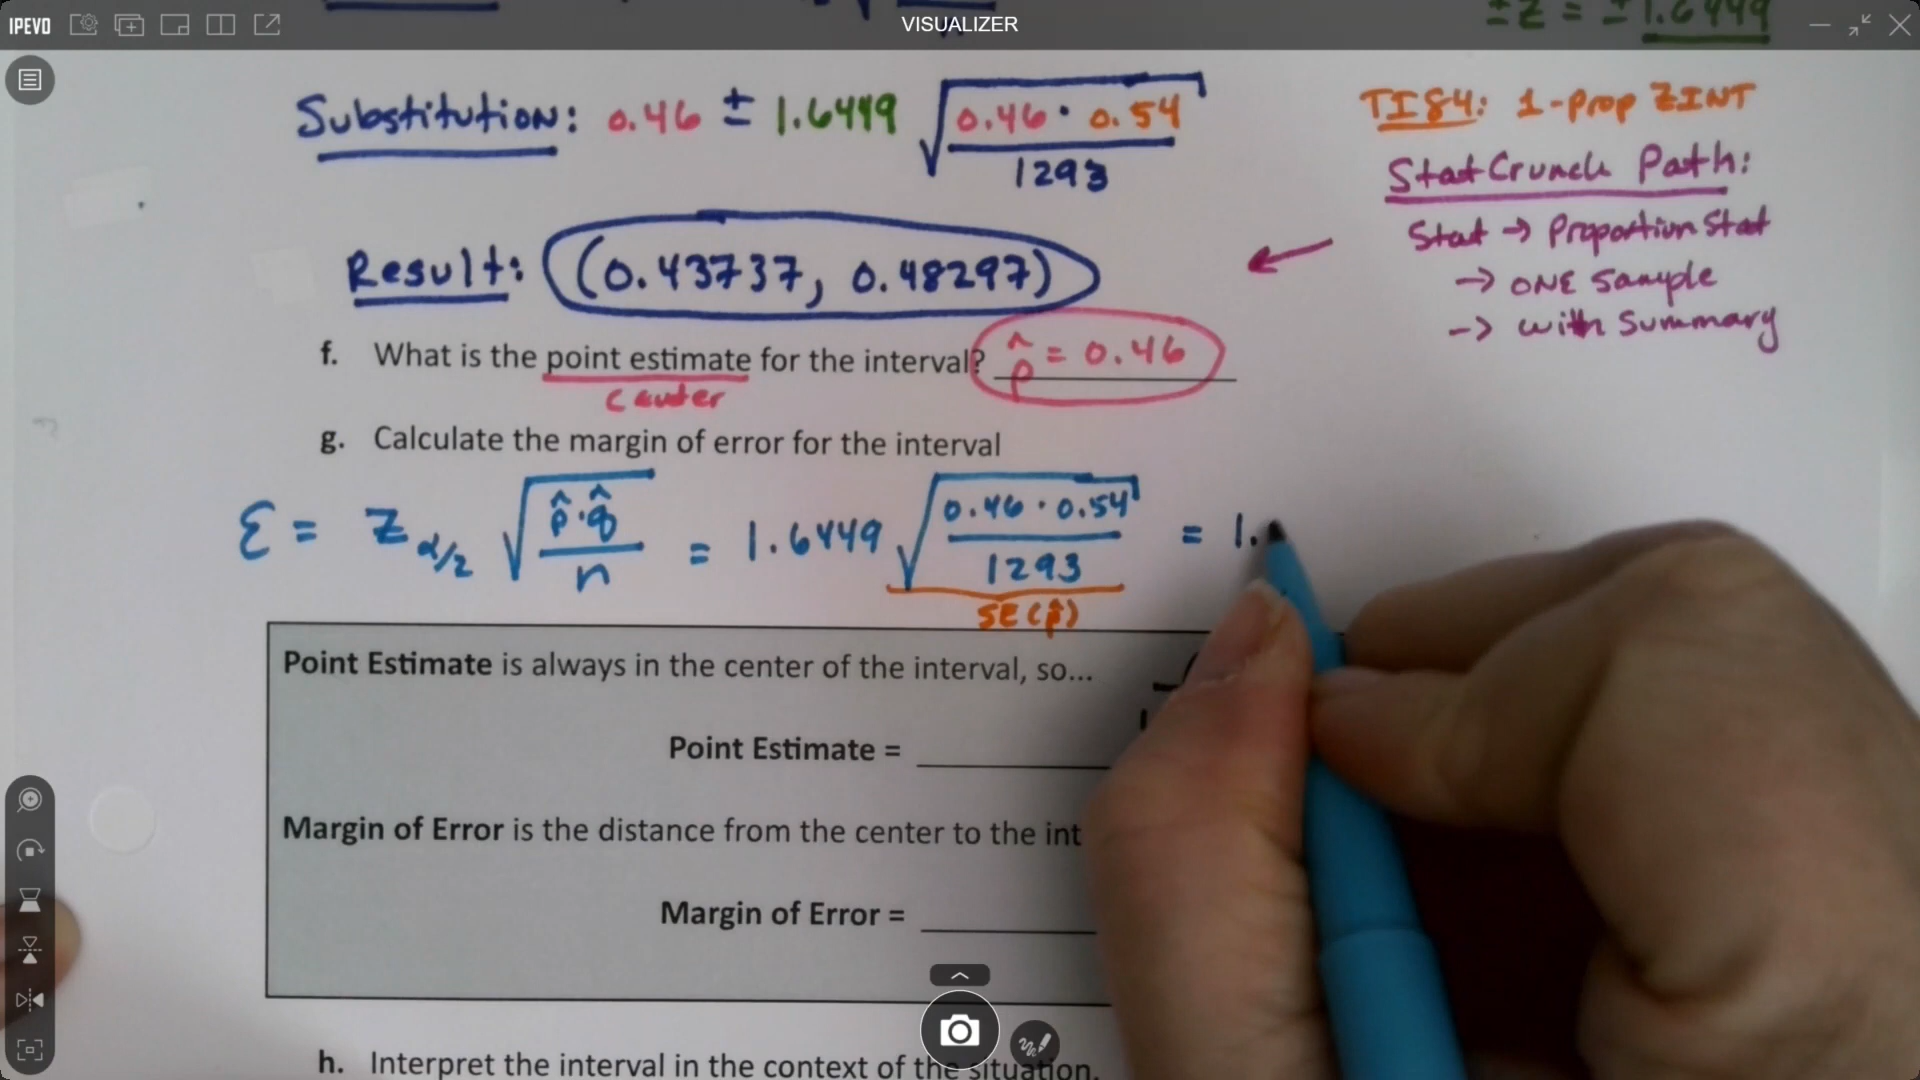 IPEVO VISUALIZER
±Z = ±1.6449
Substitution: 0.46 ± 1.6449 √ 0.46 · 0.54
1293
TI84: 1-Prop ZINT
StatCrunch Path:
Stat → Proportion Stat
→ ONE Sample
→ with Summary
Result: (0.43737, 0.48297)
f. What is the point estimate for the interval? p̂ = 0.46
center
g. Calculate the margin of error for the interval
E = Z α/2 √ p̂·q̂ / n = 1.6449 √ 0.46 · 0.54 / 1293 = 1.
SE(p̂)
Point Estimate is always in the center of the interval, so...
Point Estimate =
Margin of Error is the distance from the center to the int
Margin of Error =
h. Interpret the interval in the context of the situation.